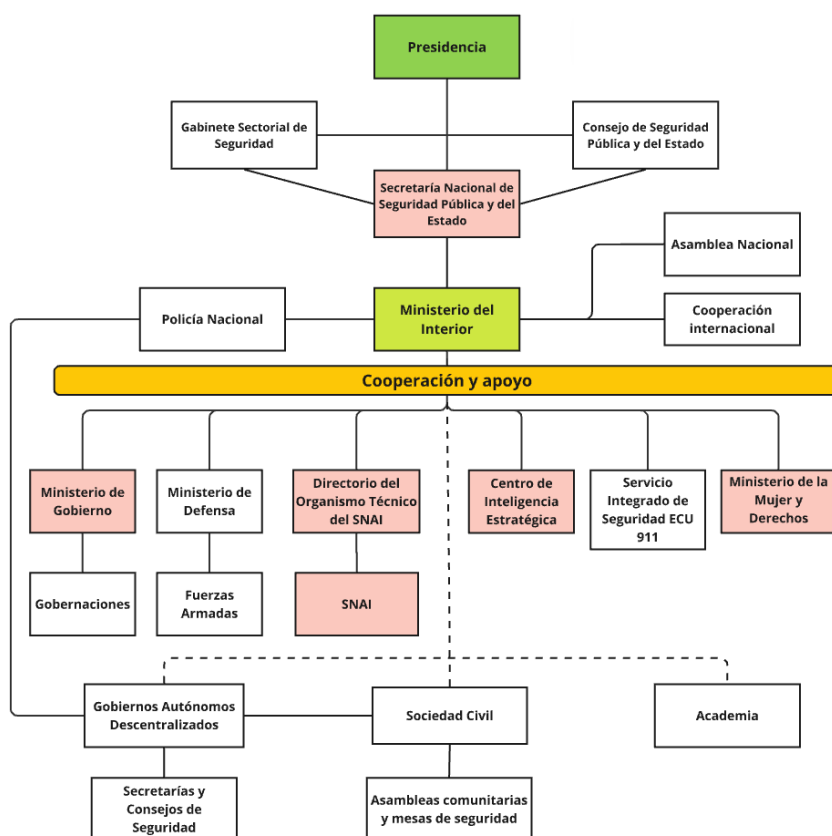 Presidencia
Gabinete Sectorial de
Seguridad
Consejo de Seguridad
Pública y del Estado
Secretaría Nacional de
Seguridad Pública y del
Estado
Asamblea Nacional
Policía Nacional
Ministerio del
Interior
Cooperación
internacional
Cooperación y apoyo
Ministerio de
Gobierno
Ministerio de
Defensa
Directorio del
Organismo Técnico
del SNAI
Centro de
Inteligencia
Estratégica
Servicio
Integrado de
Seguridad ECU
911
Ministerio de la
Mujer y
Derechos
Gobernaciones
Fuerzas
Armadas
SNAI
Gobiernos Autónomos
Descentralizados
Sociedad Civil
Academia
Secretarías y
Consejos de
Seguridad
Asambleas comunitarias
y mesas de seguridad